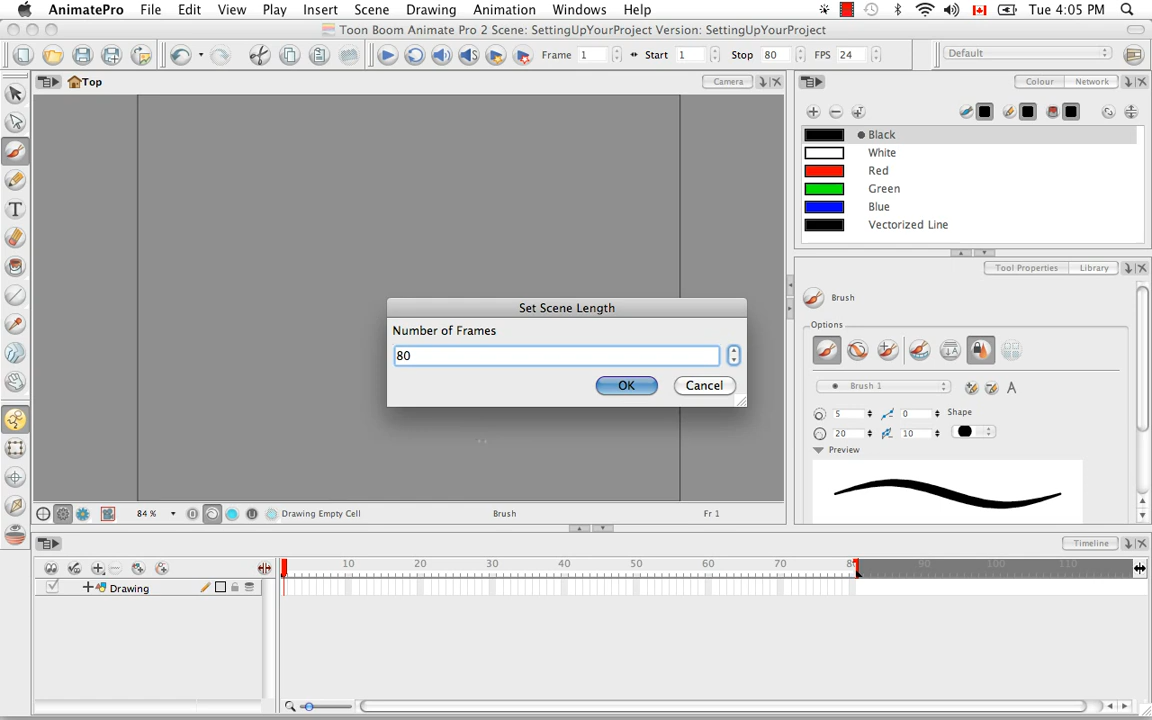 AnimatePro File Edit View Play Insert Scene Drawing Animation Windows Help Tue 4:05 PM
Toon Boom Animate Pro 2 Scene: SettingUpYourProject Version: SettingUpYourProject
Frame 1 Start 1 Stop 80 FPS 24 Default
Top Camera Colour Network
Black
White
Red
Green
Blue
Vectorized Line
Tool Properties Library
Brush
Options
Brush 1
5 0 Shape
20 10
Preview
Set Scene Length
Number of Frames
80
OK Cancel
84 % Drawing Empty Cell Brush Fr 1
Timeline
10 20 30 40 50 60 70 80 90 100 110
Drawing